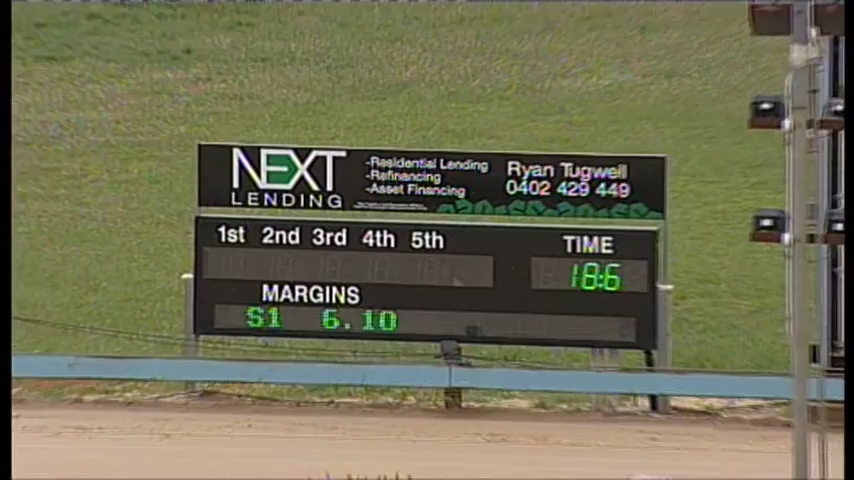 NEXT
LENDING
-Residential Lending
-Refinancing
-Asset Financing
Ryan Tugwell
0402 429 449
1st 2nd 3rd 4th 5th
TIME
18:6
MARGINS
S1 6.10